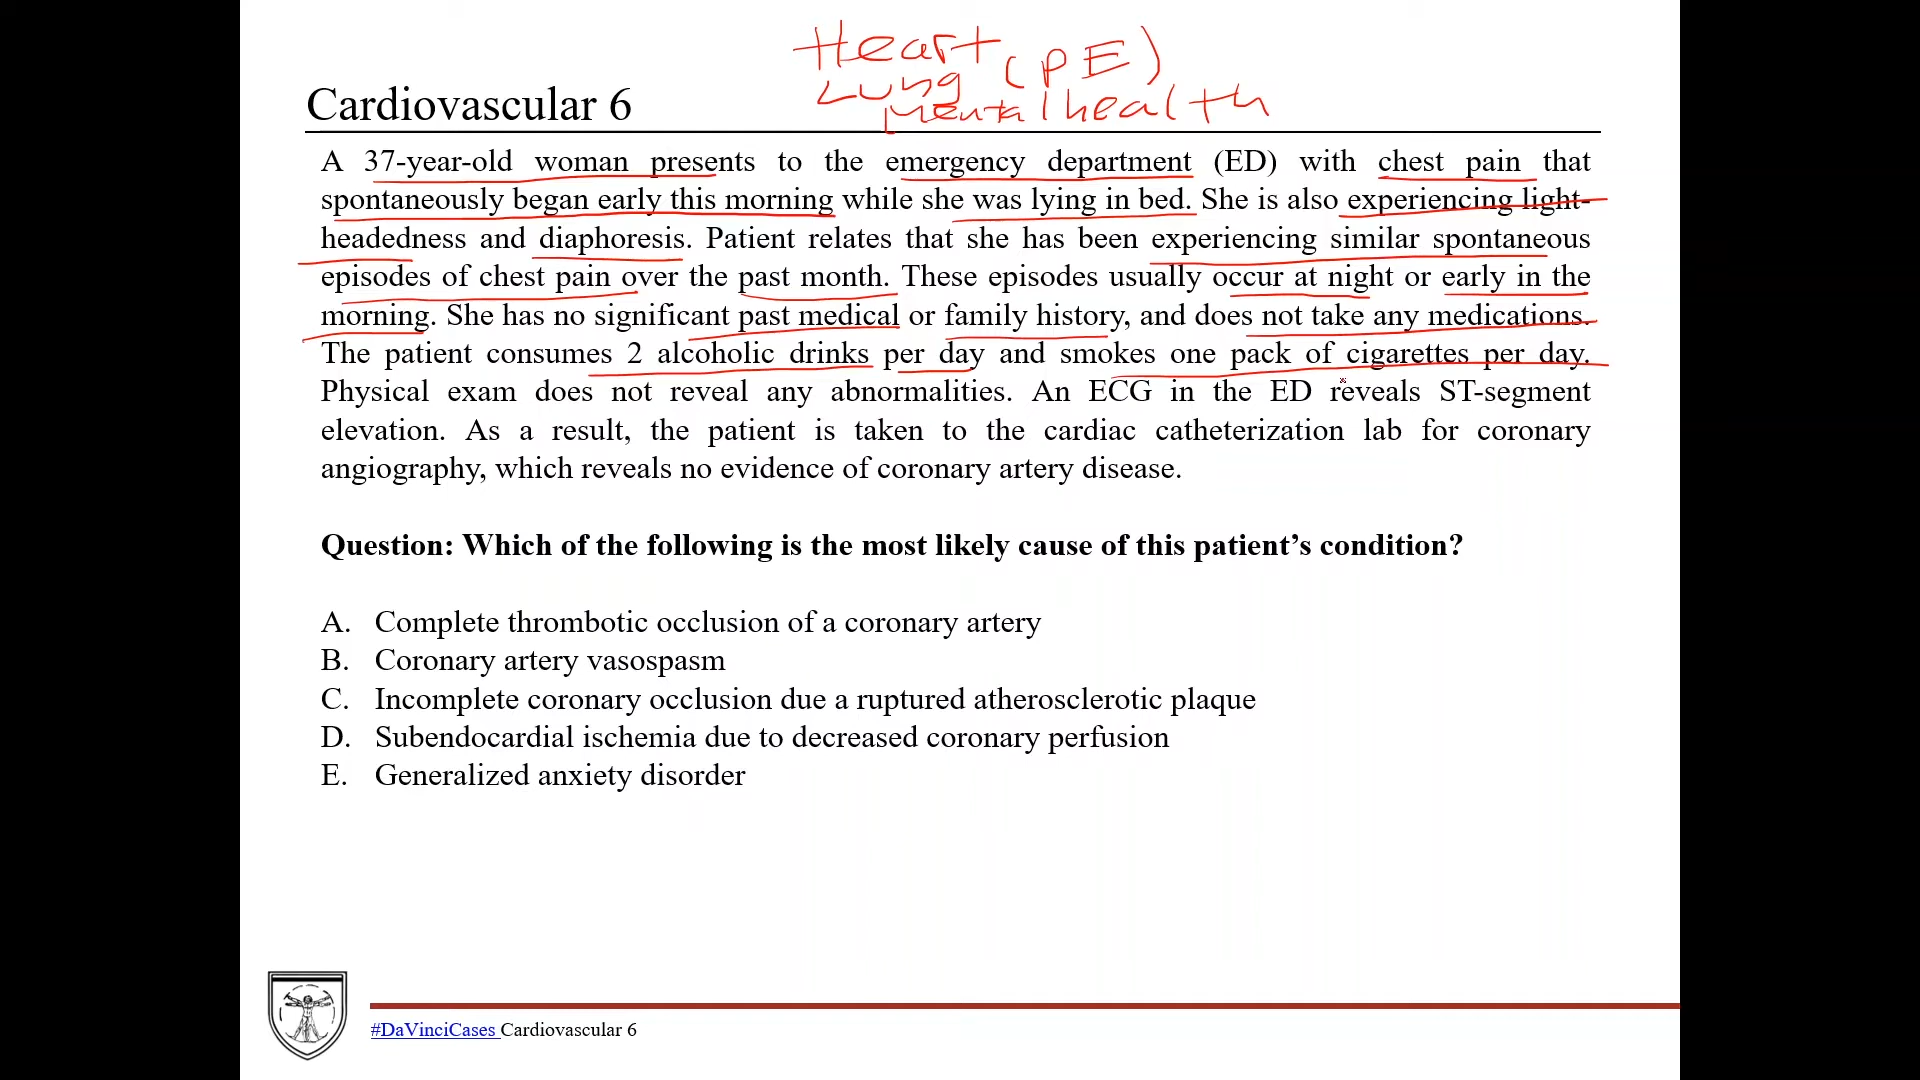 Heart
Lung (PE)
Mental health
Cardiovascular 6
A 37-year-old woman presents to the emergency department (ED) with chest pain that
spontaneously began early this morning while she was lying in bed. She is also experiencing light-
headedness and diaphoresis. Patient relates that she has been experiencing similar spontaneous
episodes of chest pain over the past month. These episodes usually occur at night or early in the
morning. She has no significant past medical or family history, and does not take any medications.
The patient consumes 2 alcoholic drinks per day and smokes one pack of cigarettes per day.
Physical exam does not reveal any abnormalities. An ECG in the ED reveals ST-segment
elevation. As a result, the patient is taken to the cardiac catheterization lab for coronary
angiography, which reveals no evidence of coronary artery disease.
Question: Which of the following is the most likely cause of this patient’s condition?
A. Complete thrombotic occlusion of a coronary artery
B. Coronary artery vasospasm
C. Incomplete coronary occlusion due a ruptured atherosclerotic plaque
D. Subendocardial ischemia due to decreased coronary perfusion
E. Generalized anxiety disorder
#DaVinciCases Cardiovascular 6